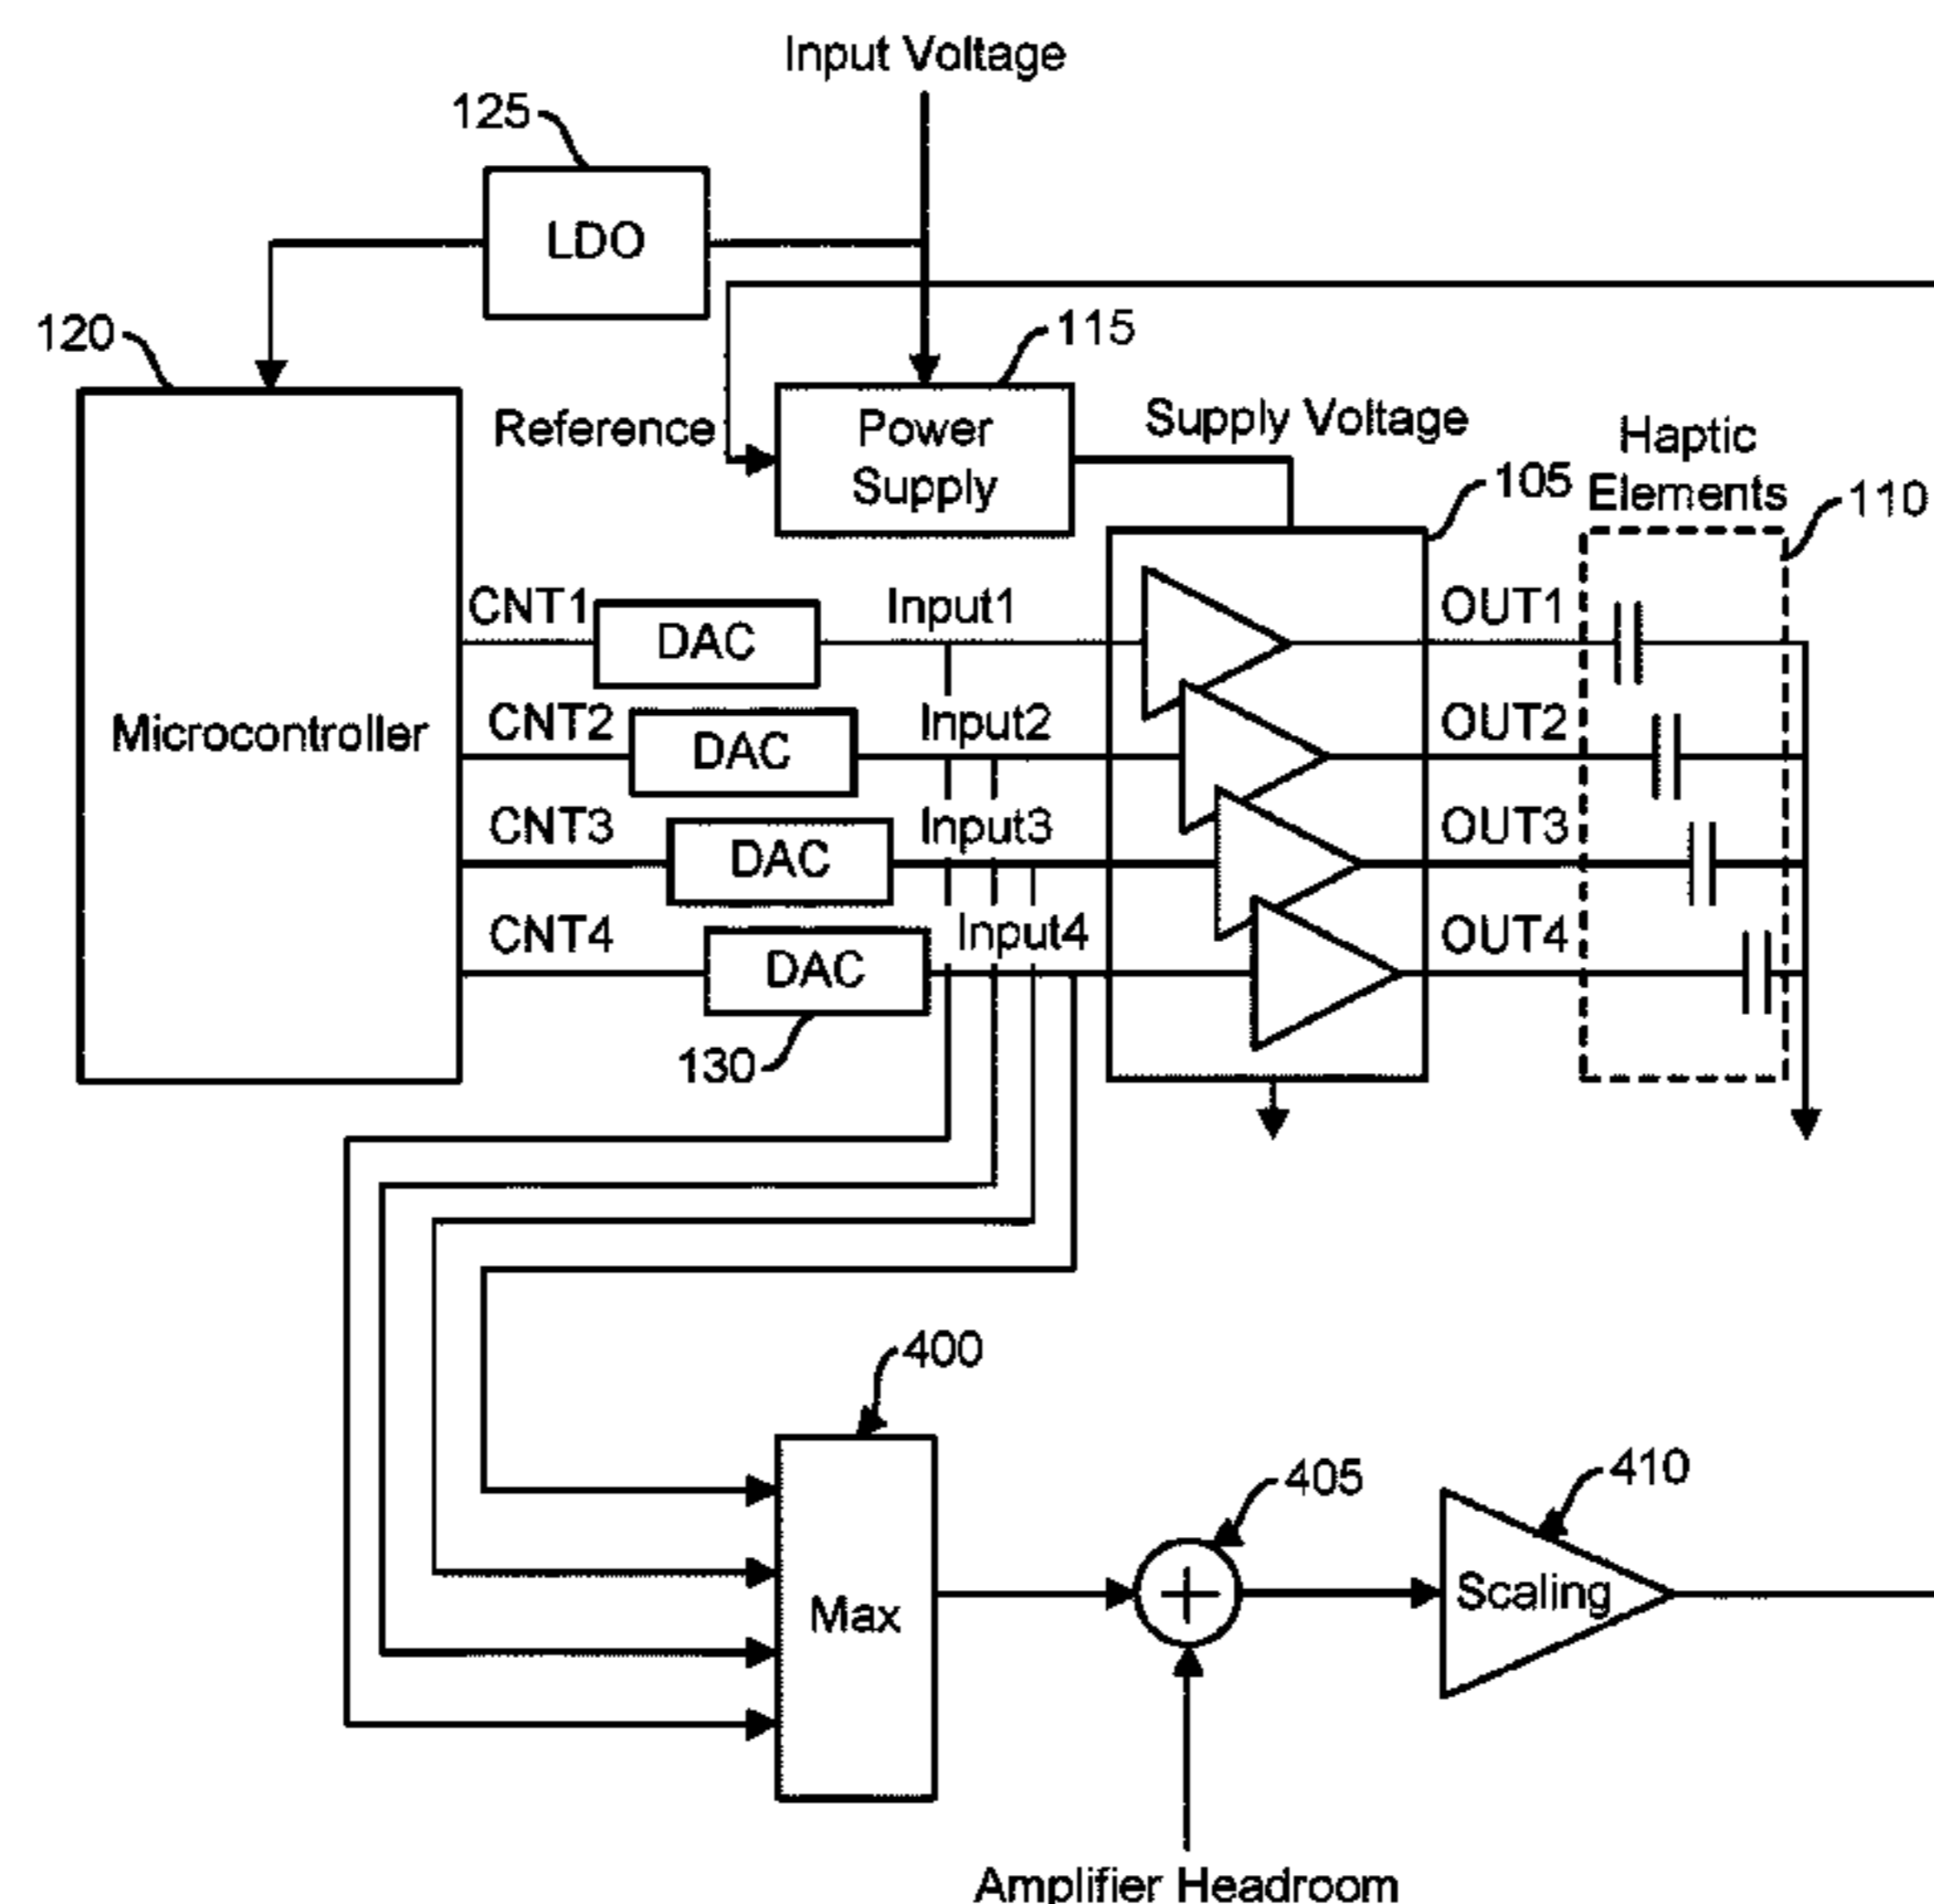 Input Voltage
125
LDO
120
115
Reference
Power
Supply
Supply Voltage
Haptic
Elements
105
110
CNT1
DAC
Input1
OUT1
Microcontroller
CNT2
DAC
Input2
OUT2
CNT3
DAC
Input3
OUT3
CNT4
DAC
Input4
OUT4
130
400
405
410
Max
+
Scaling
Amplifier Headroom